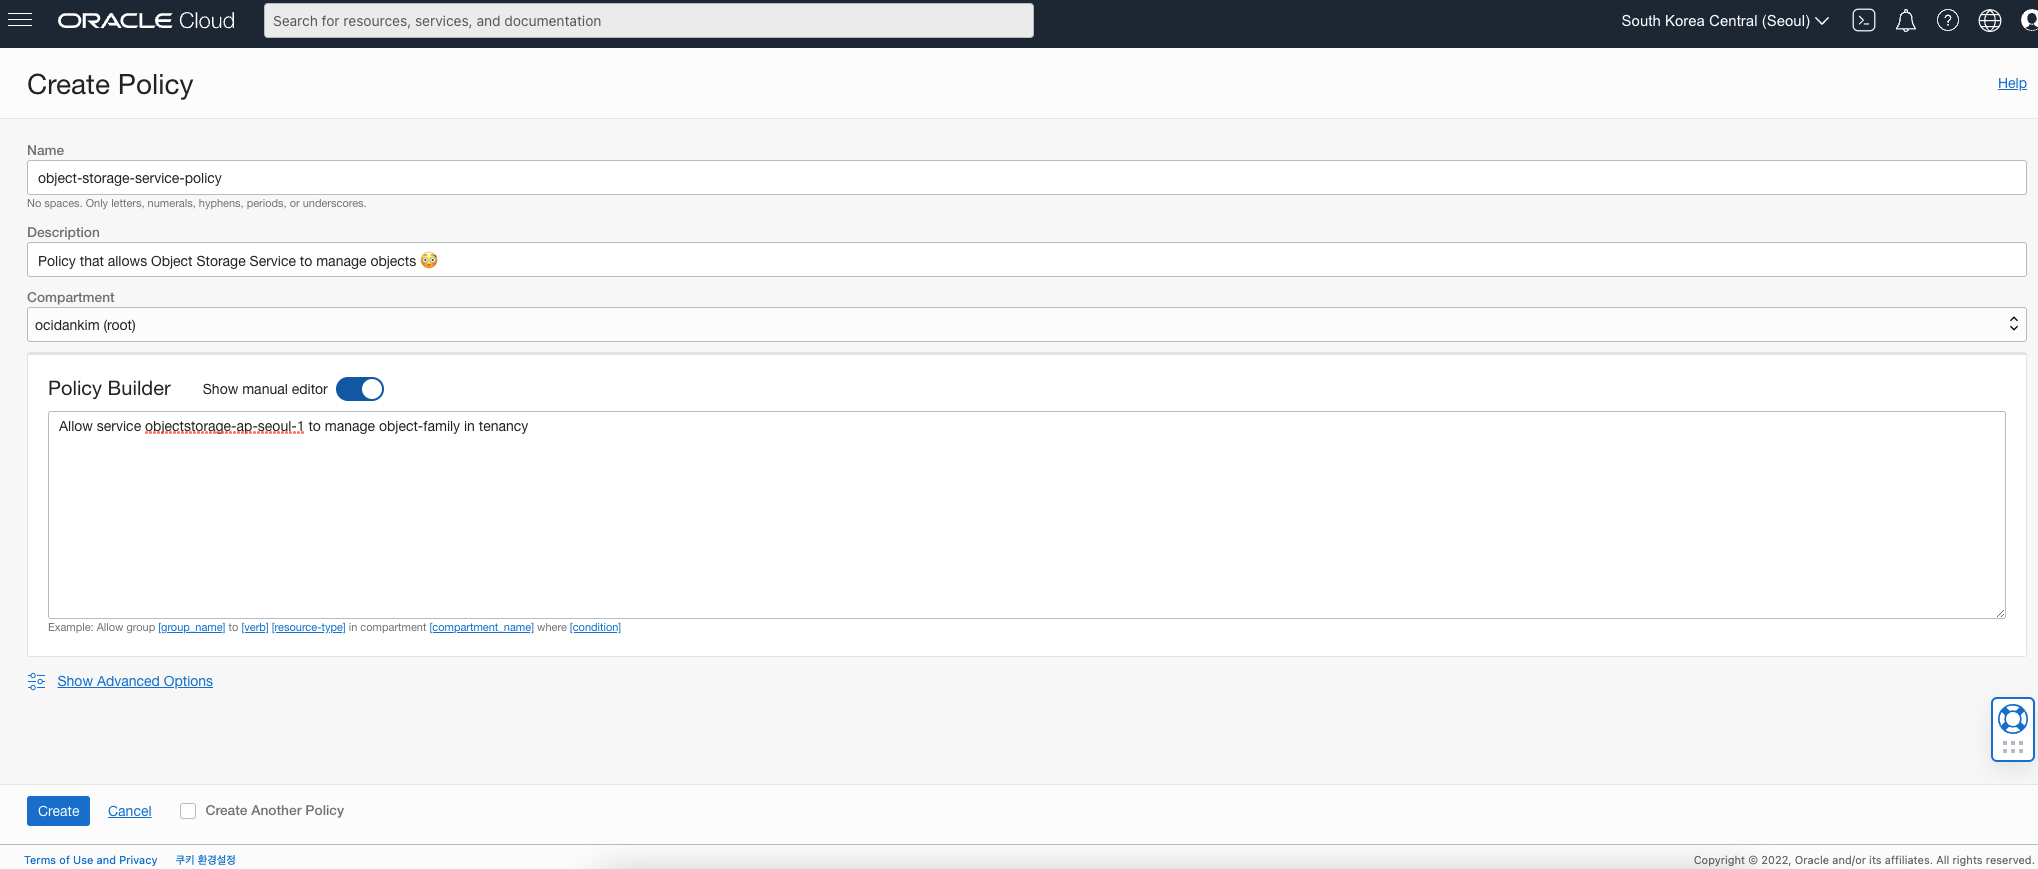 ORACLE Cloud
Search for resources, services, and documentation
South Korea Central (Seoul)
Create Policy
Help
Name
object-storage-service-policy
No spaces. Only letters, numerals, hyphens, periods, or underscores.
Description
Policy that allows Object Storage Service to manage objects 😳
Compartment
ocidankim (root)
Policy Builder
Show manual editor
Allow service objectstorage-ap-seoul-1 to manage object-family in tenancy
Example: Allow group [group_name] to [verb] [resource-type] in compartment [compartment_name] where [condition]
Show Advanced Options
Create
Cancel
Create Another Policy
Terms of Use and Privacy
쿠키 환경설정
Copyright © 2022, Oracle and/or its affiliates. All rights reserved.